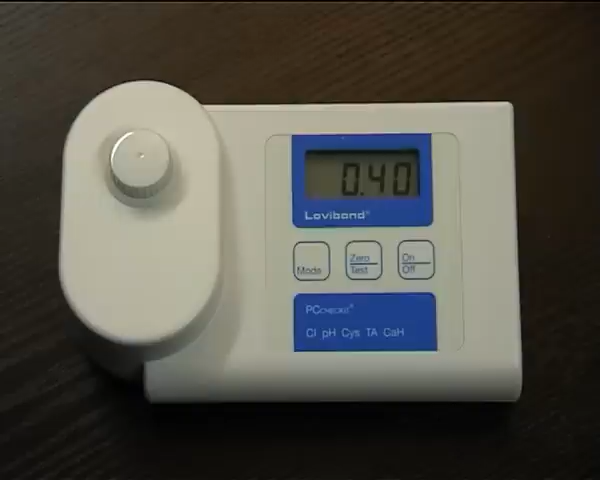 0.40
Lovibond®
Mode
Zero
Test
On
Off
PCCHECKIT®
Cl pH Cys TA CaH